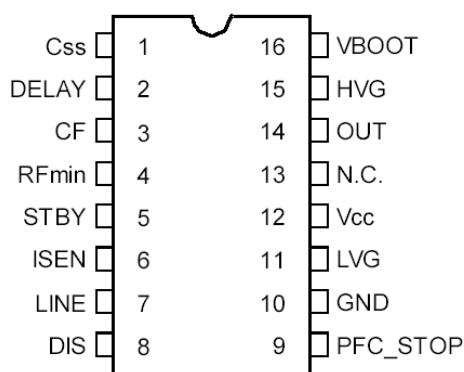 Css 1 16 VBOOT
DELAY 2 15 HVG
CF 3 14 OUT
RFmin 4 13 N.C.
STBY 5 12 Vcc
ISEN 6 11 LVG
LINE 7 10 GND
DIS 8 9 PFC_STOP